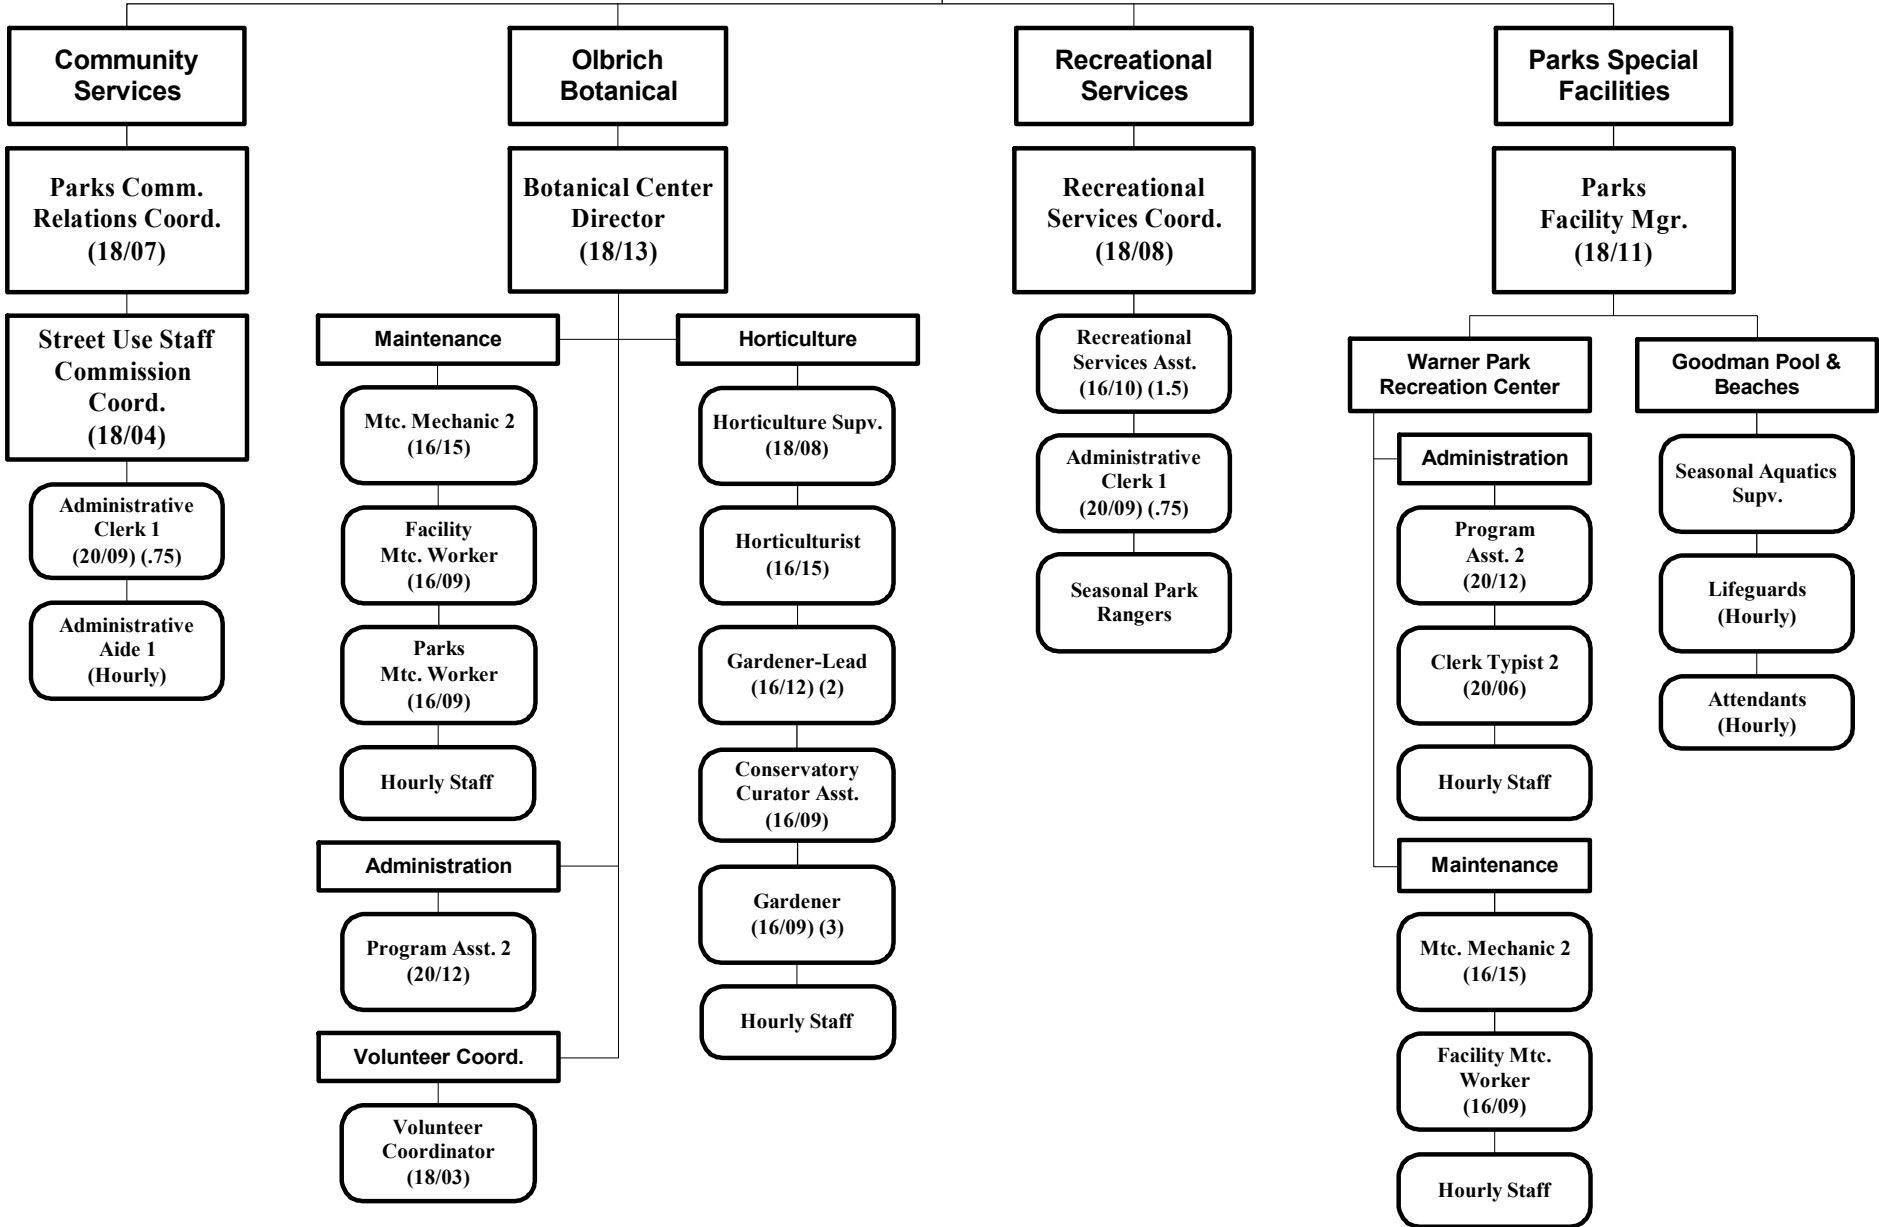 Community
Services
Parks Comm.
Relations Coord.
(18/07)
Street Use Staff
Commission
Coord.
(18/04)
Administrative
Clerk 1
(20/09) (.75)
Administrative
Aide 1
(Hourly)
Olbrich
Botanical
Botanical Center
Director
(18/13)
Maintenance
Mtc. Mechanic 2
(16/15)
Facility
Mtc. Worker
(16/09)
Parks
Mtc. Worker
(16/09)
Hourly Staff
Administration
Program Asst. 2
(20/12)
Volunteer Coord.
Volunteer
Coordinator
(18/03)
Horticulture
Horticulture Supv.
(18/08)
Horticulturist
(16/15)
Gardener-Lead
(16/12) (2)
Conservatory
Curator Asst.
(16/09)
Gardener
(16/09) (3)
Hourly Staff
Recreational
Services
Recreational
Services Coord.
(18/08)
Recreational
Services Asst.
(16/10) (1.5)
Administrative
Clerk 1
(20/09) (.75)
Seasonal Park
Rangers
Parks Special
Facilities
Parks
Facility Mgr.
(18/11)
Warner Park
Recreation Center
Administration
Program
Asst. 2
(20/12)
Clerk Typist 2
(20/06)
Hourly Staff
Maintenance
Mtc. Mechanic 2
(16/15)
Facility Mtc.
Worker
(16/09)
Hourly Staff
Goodman Pool &
Beaches
Seasonal Aquatics
Supv.
Lifeguards
(Hourly)
Attendants
(Hourly)